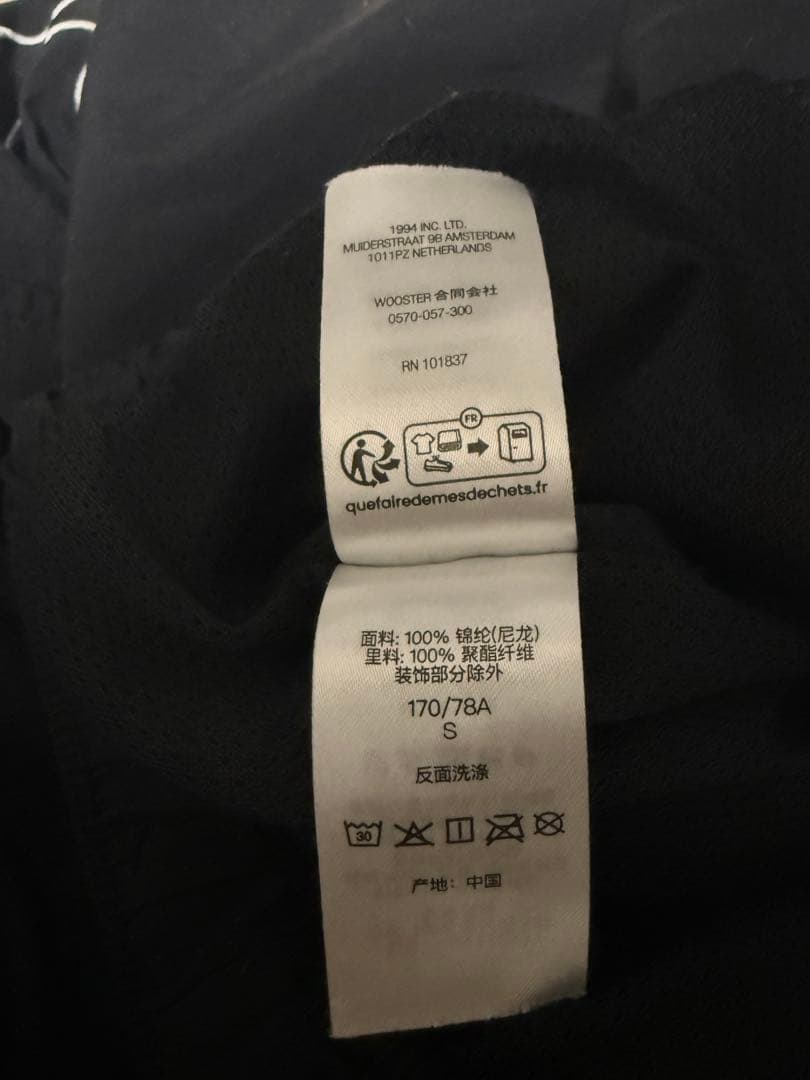 1994 INC. LTD.
MUIDERSTRAAT 9B AMSTERDAM
1011PZ NETHERLANDS
WOOSTER 合同会社
0570-057-300
RN 101837
FR
quefairedemesdechets.fr
面料: 100% 锦纶(尼龙)
里料: 100% 聚酯纤维
装饰部分除外
170/78A
S
反面洗涤
30
产地: 中国